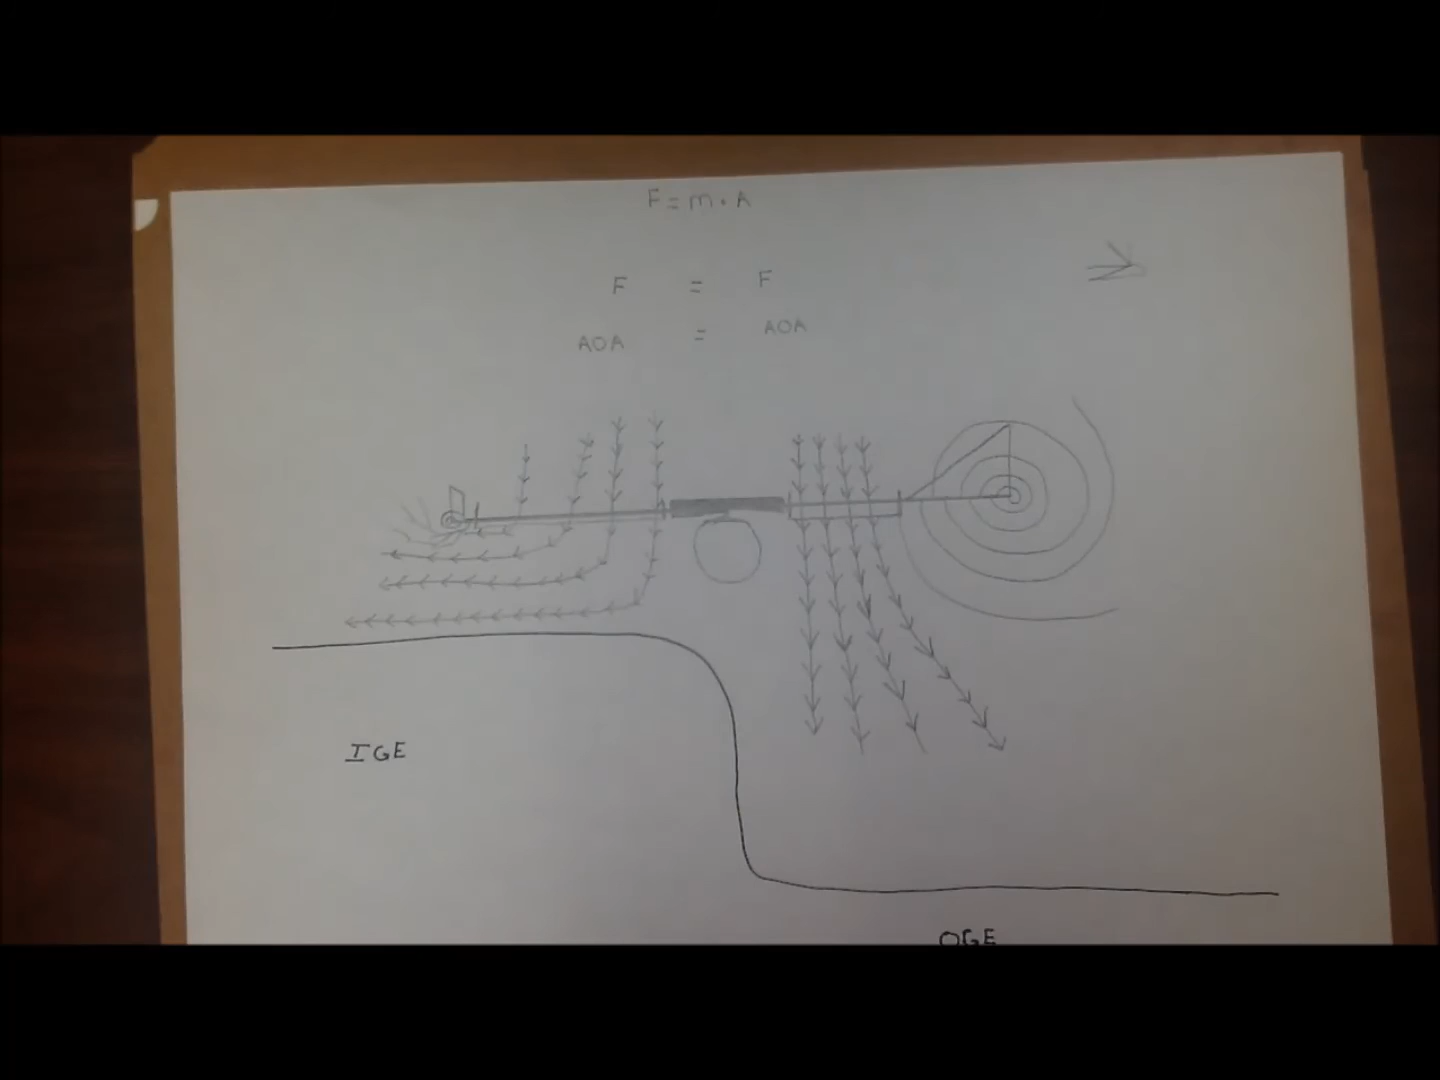 F = m · A
F = F
AOA = AOA
IGE
OGE